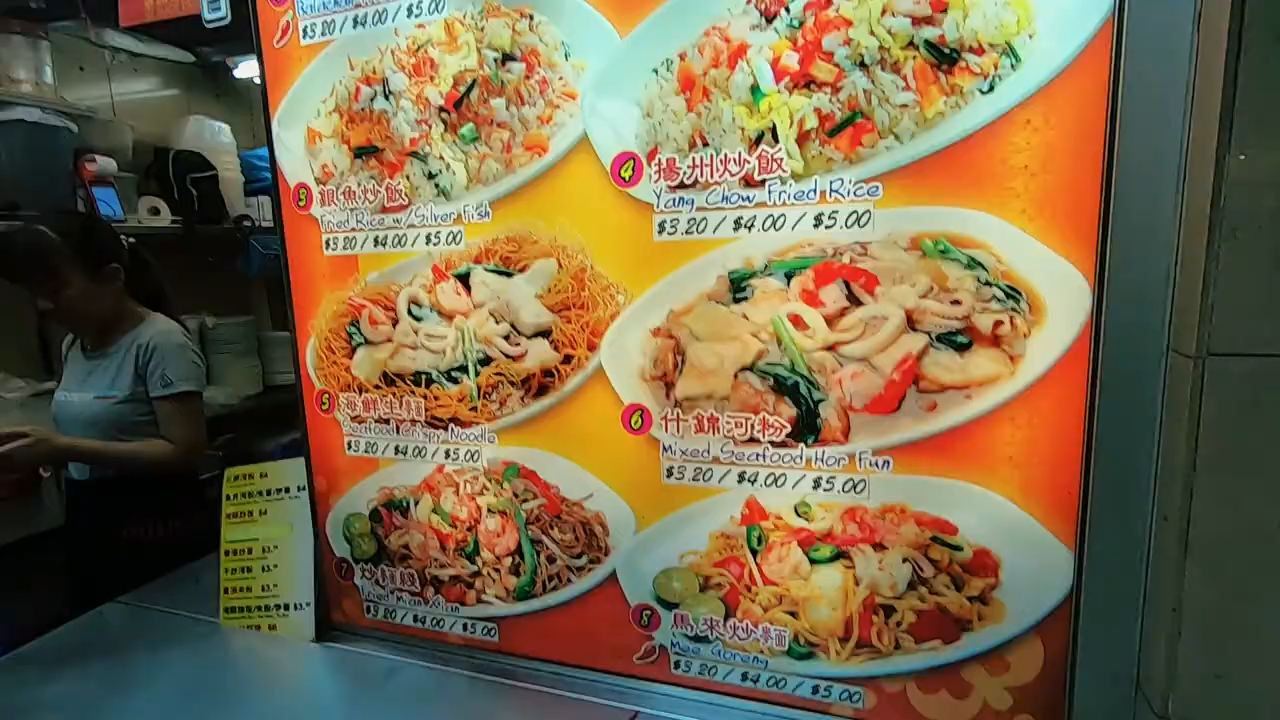 $3.20 / $4.00 / $5.00
3 銀魚炒飯
Fried Rice w/Silver Fish
$3.20 / $4.00 / $5.00
4 揚州炒飯
Yang Chow Fried Rice
$3.20 / $4.00 / $5.00
5 海鮮生麵
Seafood Crispy Noodle
$3.20 / $4.00 / $5.00
6 什錦河粉
Mixed Seafood Hor Fun
$3.20 / $4.00 / $5.00
7 炒麵賤
Fried Mian Xian
$3.20 / $4.00 / $5.00
8 馬來炒麵
Mee Goreng
$3.20 / $4.00 / $5.00